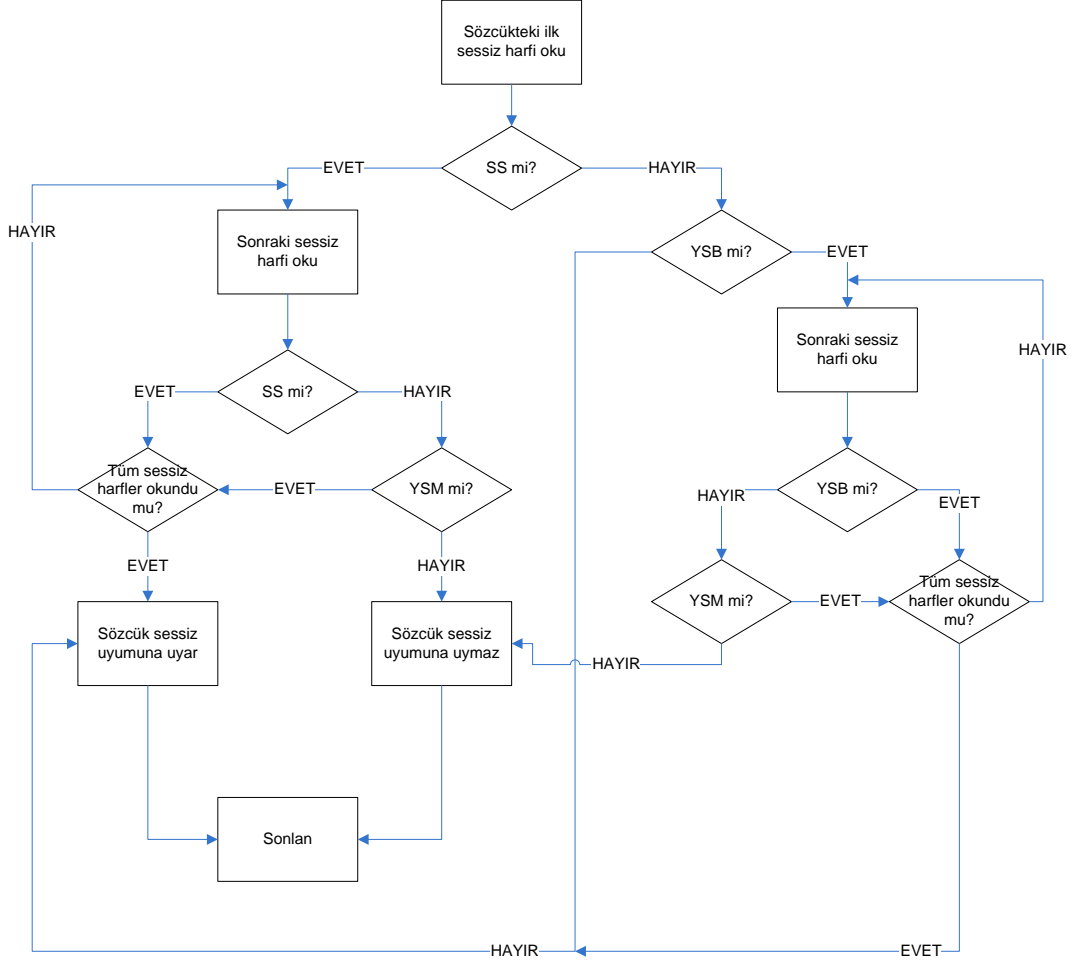 Sözcükteki ilk
sessiz harfi oku
SS mi?
EVET
HAYIR
HAYIR
Sonraki sessiz
harfi oku
YSB mi?
EVET
Sonraki sessiz
harfi oku
HAYIR
SS mi?
EVET
HAYIR
Tüm sessiz
harfler okundu
mu?
EVET
YSM mi?
YSB mi?
HAYIR
EVET
EVET
HAYIR
YSM mi?
EVET
Tüm sessiz
harfler okundu
mu?
Sözcük sessiz
uyumuna uyar
Sözcük sessiz
uyumuna uymaz
HAYIR
Sonlan
HAYIR
EVET